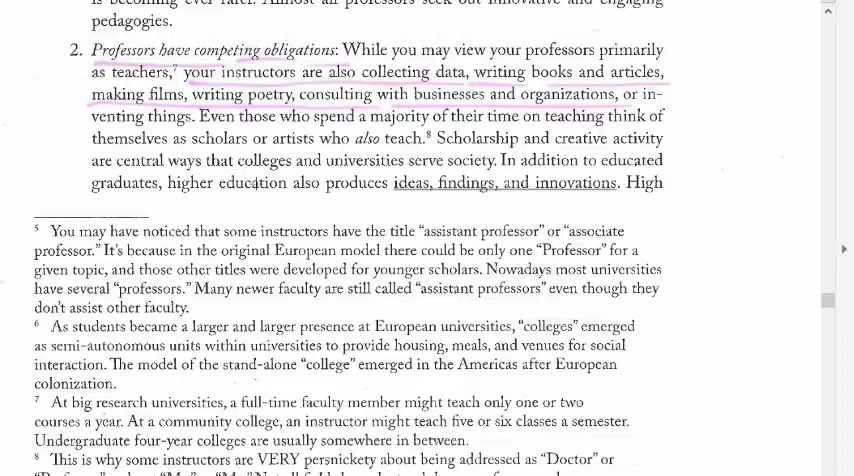 pedagogies.
2. Professors have competing obligations: While you may view your professors primarily
as teachers,⁷ your instructors are also collecting data, writing books and articles,
making films, writing poetry, consulting with businesses and organizations, or in-
venting things. Even those who spend a majority of their time on teaching think of
themselves as scholars or artists who also teach.⁸ Scholarship and creative activity
are central ways that colleges and universities serve society. In addition to educated
graduates, higher education also produces ideas, findings, and innovations. High
⁵ You may have noticed that some instructors have the title “assistant professor” or “associate
professor.” It’s because in the original European model there could be only one “Professor” for a
given topic, and those other titles were developed for younger scholars. Nowadays most universities
have several “professors.” Many newer faculty are still called “assistant professors” even though they
don’t assist other faculty.
⁶ As students became a larger and larger presence at European universities, “colleges” emerged
as semi-autonomous units within universities to provide housing, meals, and venues for social
interaction. The model of the stand-alone “college” emerged in the Americas after European
colonization.
⁷ At big research universities, a full-time faculty member might teach only one or two
courses a year. At a community college, an instructor might teach five or six classes a semester.
Undergraduate four-year colleges are usually somewhere in between.
⁸ This is why some instructors are VERY persnickety about being addressed as “Doctor” or